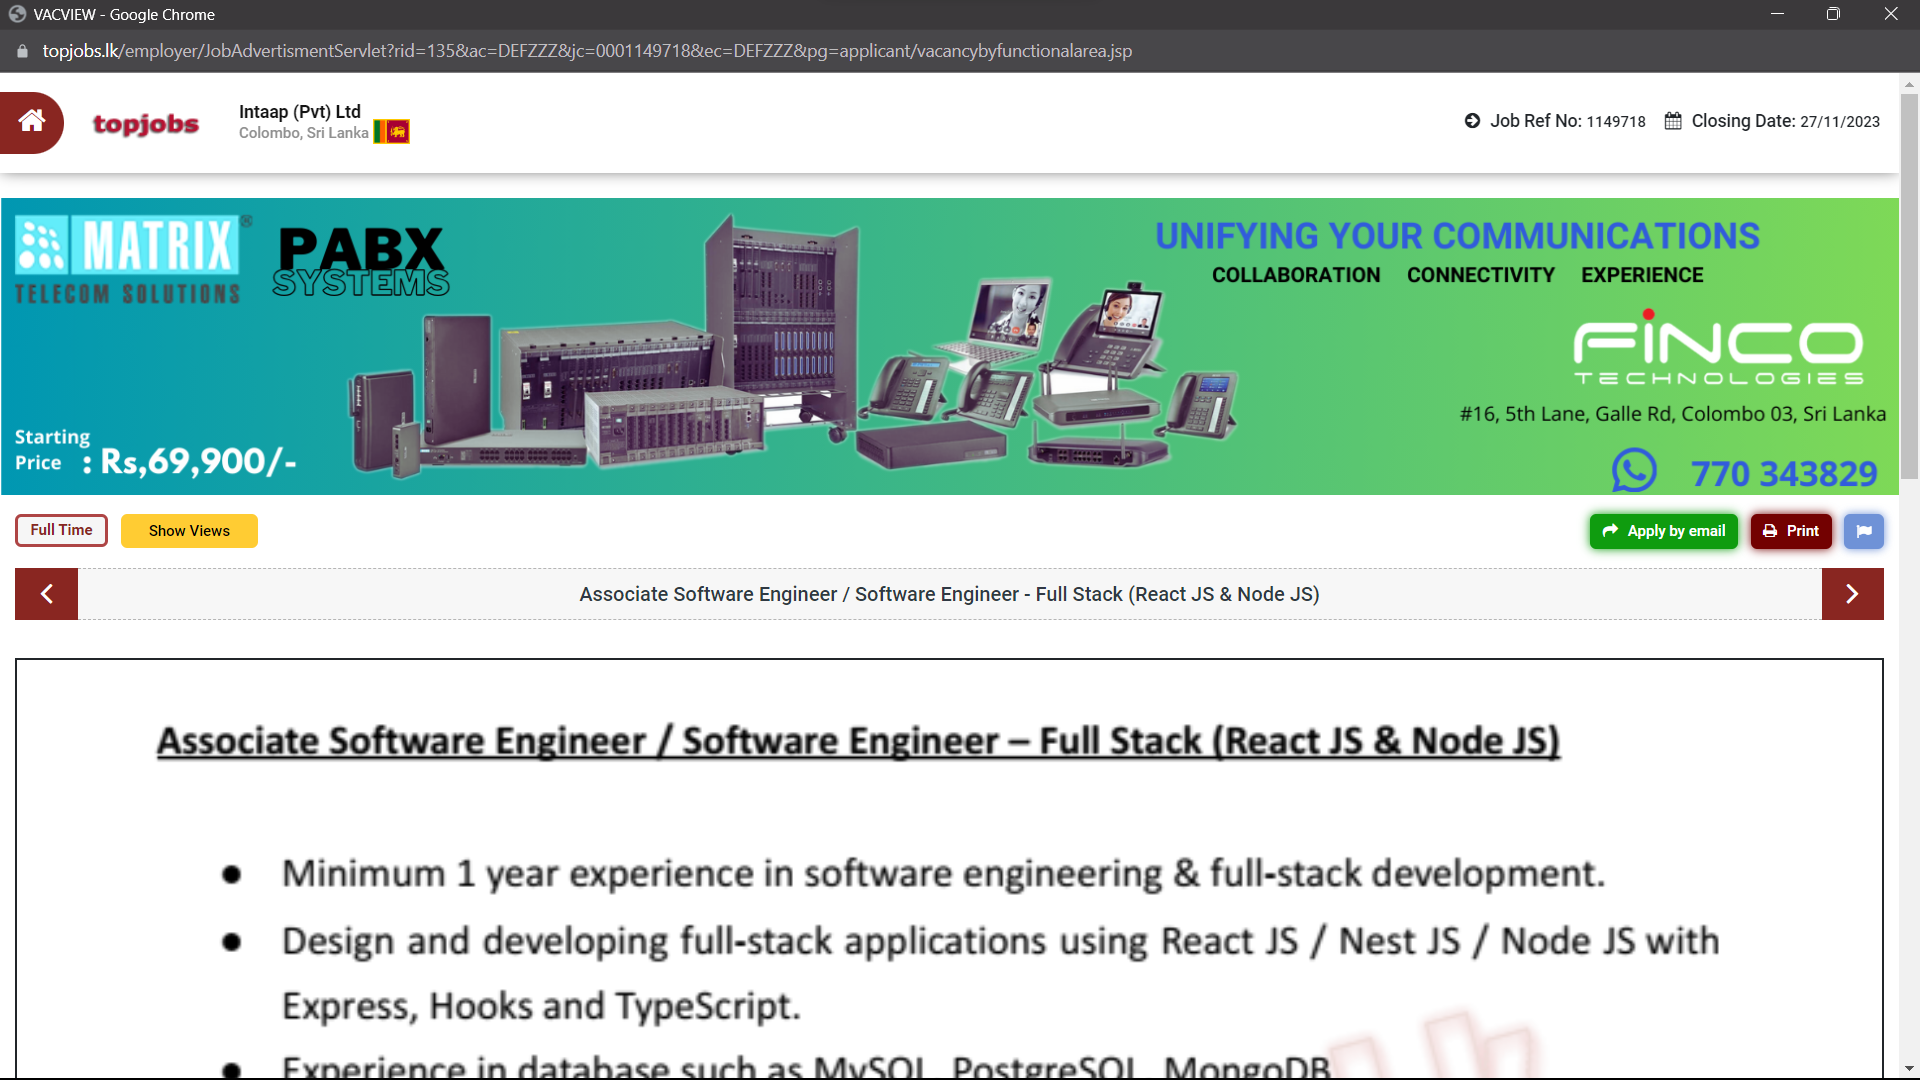 VACVIEW - Google Chrome
topjobs.lk/employer/JobAdvertismentServlet?rid=135&ac=DEFZZZ&jc=0001149718&ec=DEFZZZ&pg=applicant/vacancybyfunctionalarea.jsp
topjobs
Intaap (Pvt) Ltd
Colombo, Sri Lanka
Job Ref No: 1149718
Closing Date: 27/11/2023
MATRIX®
TELECOM SOLUTIONS
PABX
SYSTEMS
UNIFYING YOUR COMMUNICATIONS
COLLABORATION CONNECTIVITY EXPERIENCE
FiNCO
TECHNOLOGIES
#16, 5th Lane, Galle Rd, Colombo 03, Sri Lanka
Starting
Price : Rs,69,900/-
770 343829
Full Time
Show Views
Apply by email
Print
Associate Software Engineer / Software Engineer - Full Stack (React JS & Node JS)
Associate Software Engineer / Software Engineer – Full Stack (React JS & Node JS)
● Minimum 1 year experience in software engineering & full-stack development.
● Design and developing full-stack applications using React JS / Nest JS / Node JS with
Express, Hooks and TypeScript.
● Experience in database such as MySQL, PostgreSQL, MongoDB